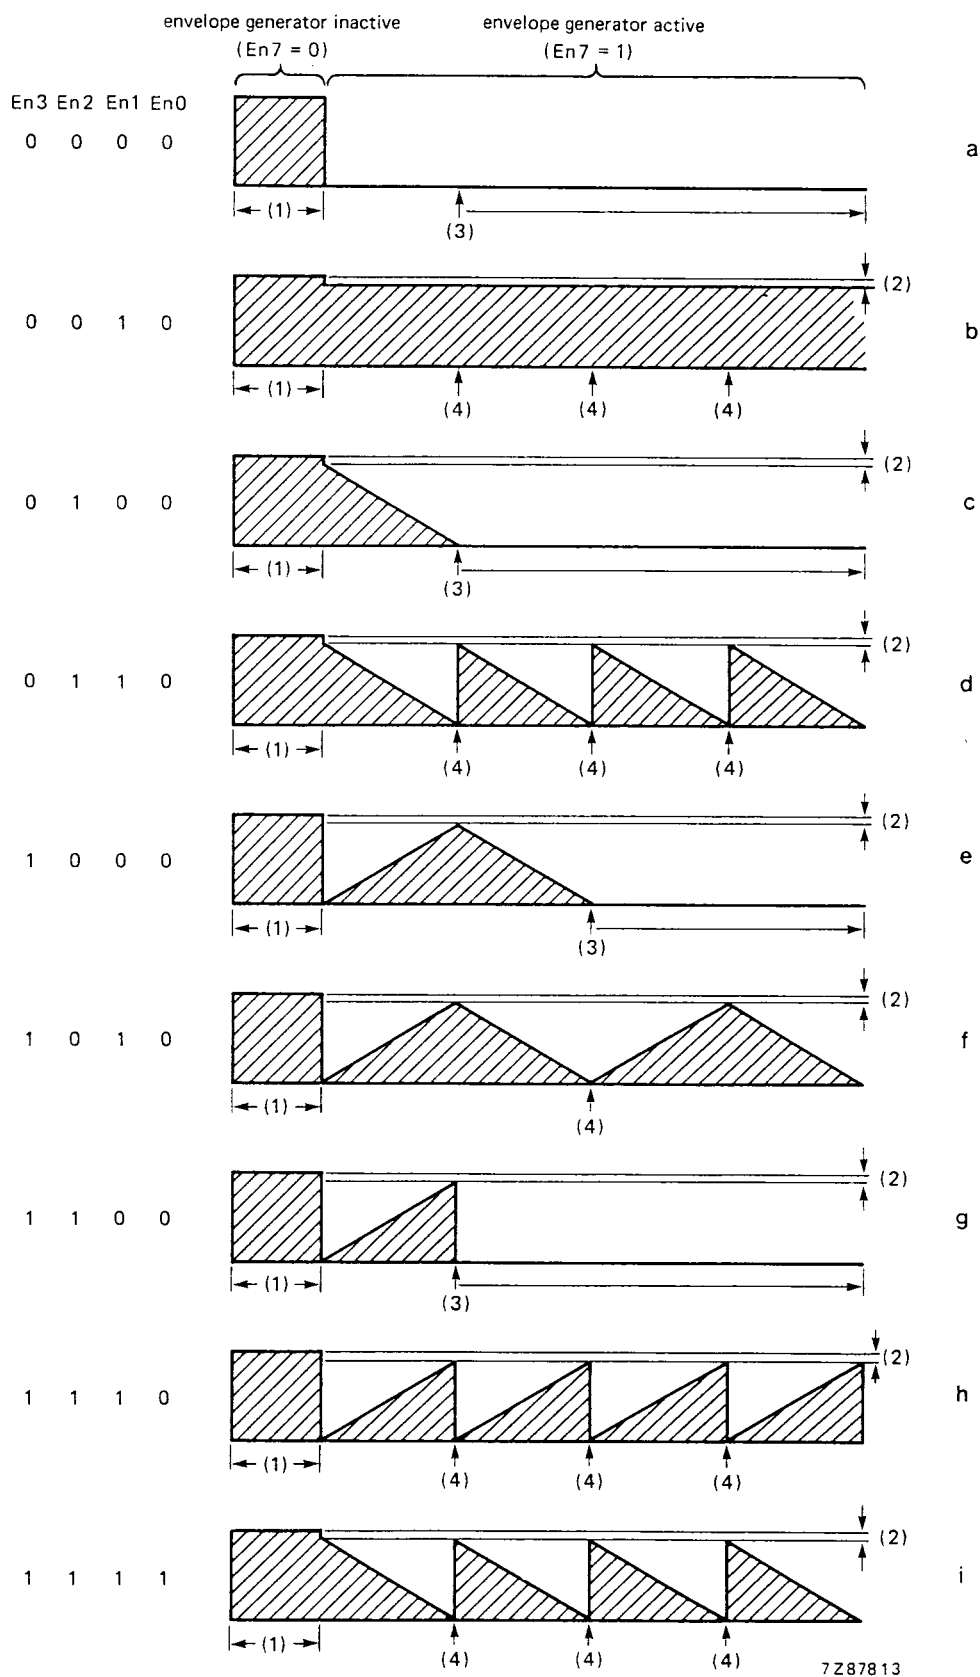 envelope generator inactive envelope generator active
(En7 = 0) (En7 = 1)
En3 En2 En1 En0
0 0 0 0 a
(1) (3)
(2)
0 0 1 0 b
(1) (4) (4) (4)
(2)
0 1 0 0 c
(1) (3)
(2)
0 1 1 0 d
(1) (4) (4) (4)
(2)
1 0 0 0 e
(1) (3)
(2)
1 0 1 0 f
(1) (4)
(2)
1 1 0 0 g
(1) (3)
(2)
1 1 1 0 h
(1) (4) (4) (4)
(2)
1 1 1 1 i
(1) (4) (4) (4)
7Z87813